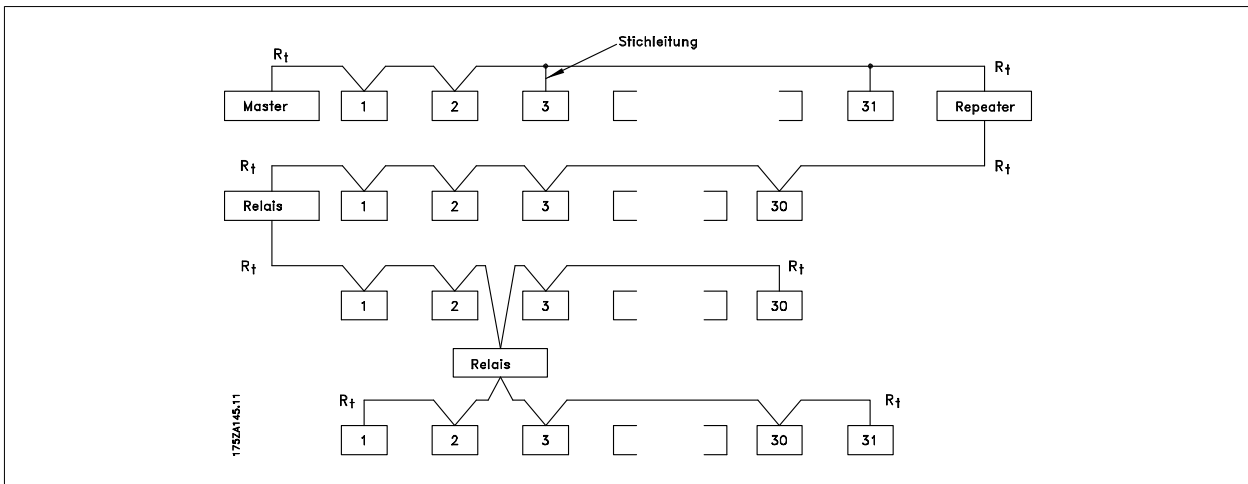 Stichleitung
Rt Rt
Master 1 2 3 31 Repeater
Rt Rt
Relais 1 2 3 30
Rt Rt
1 2 3 30
Relais
Rt Rt
1 2 3 30 31
175ZA145.11